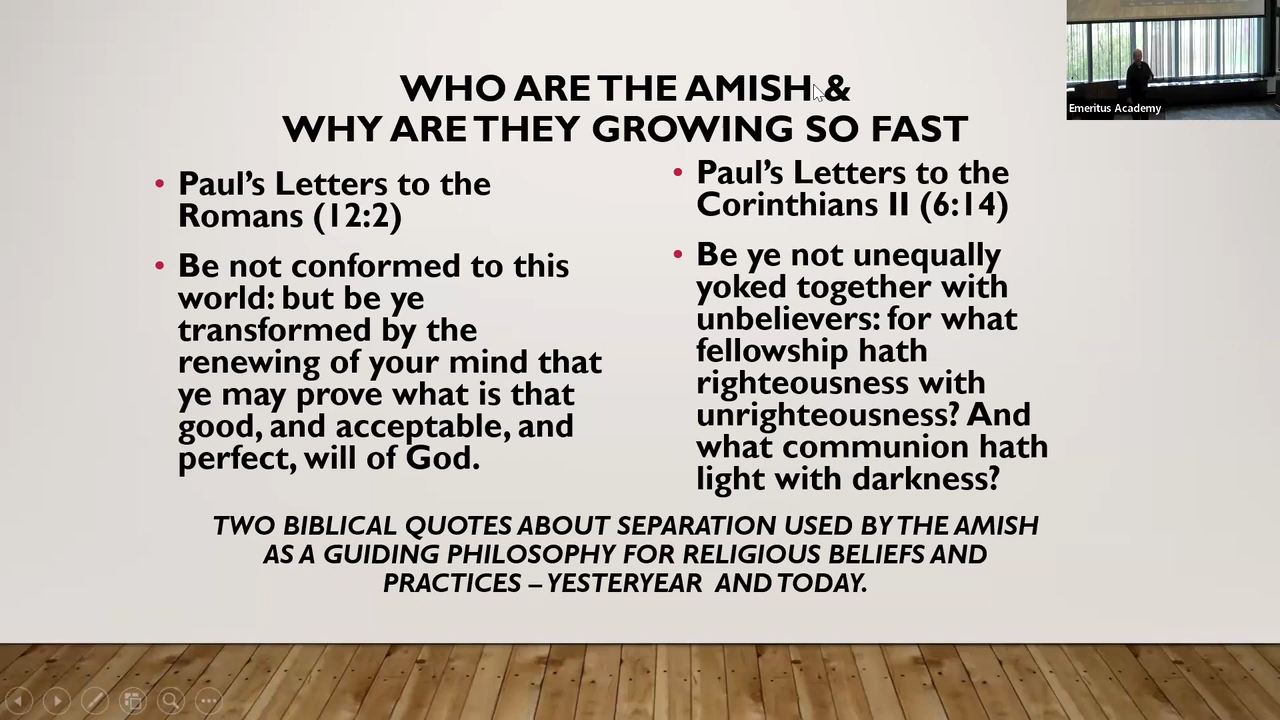 WHO ARE THE AMISH &
WHY ARE THEY GROWING SO FAST
• Paul's Letters to the
Romans (12:2)
• Be not conformed to this
world: but be ye
transformed by the
renewing of your mind that
ye may prove what is that
good, and acceptable, and
perfect, will of God.
• Paul's Letters to the
Corinthians II (6:14)
• Be ye not unequally
yoked together with
unbelievers: for what
fellowship hath
righteousness with
unrighteousness? And
what communion hath
light with darkness?
TWO BIBLICAL QUOTES ABOUT SEPARATION USED BY THE AMISH
AS A GUIDING PHILOSOPHY FOR RELIGIOUS BELIEFS AND
PRACTICES – YESTERYEAR AND TODAY.
Emeritus Academy